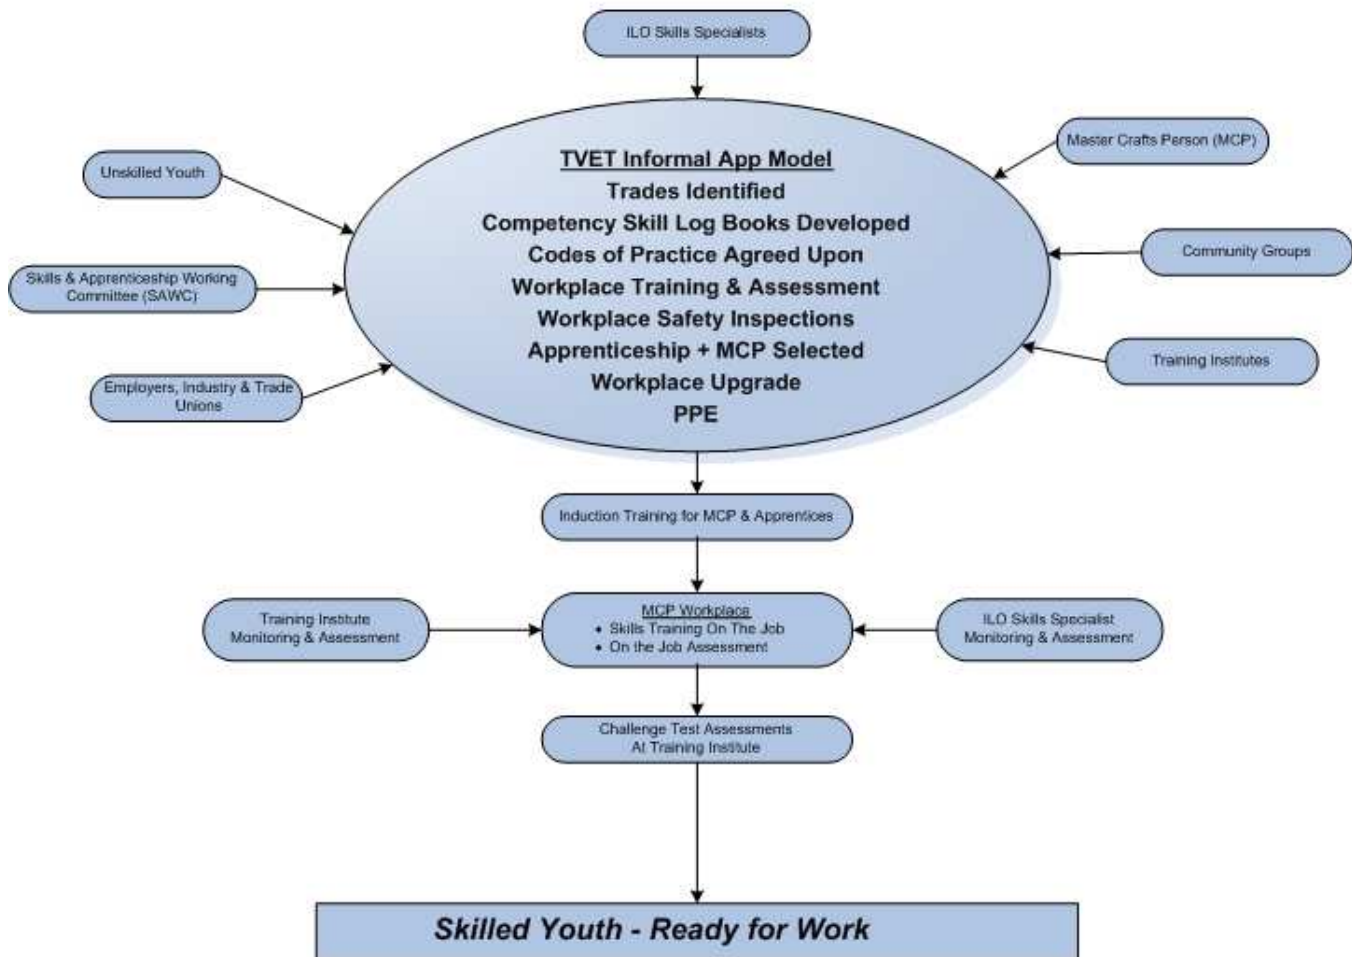 ILO Skills Specialists
Unskilled Youth
Skills & Apprenticeship Working
Committee (SAWC)
Employers, Industry & Trade
Unions
TVET Informal App Model
Trades Identified
Competency Skill Log Books Developed
Codes of Practice Agreed Upon
Workplace Training & Assessment
Workplace Safety Inspections
Apprenticeship + MCP Selected
Workplace Upgrade
PPE
Master Crafts Person (MCP)
Community Groups
Training Institutes
Induction Training for MCP & Apprentices
Training Institute
Monitoring & Assessment
MCP Workplace
• Skills Training On The Job
• On the Job Assessment
ILO Skills Specialist
Monitoring & Assessment
Challenge Test Assessments
At Training Institute
Skilled Youth - Ready for Work